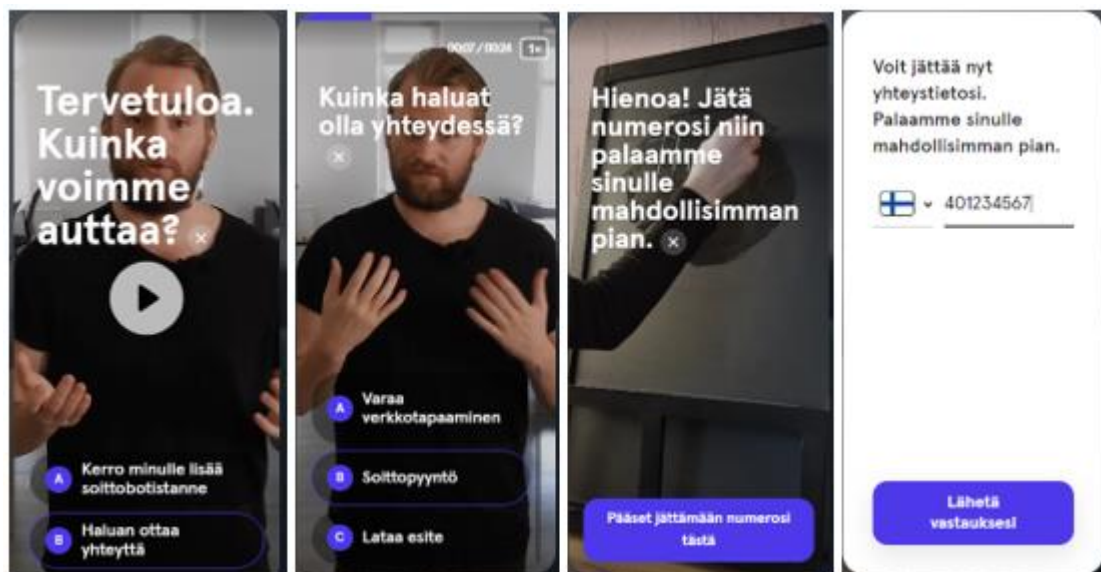 Tervetuloa.
Kuinka
voimme
auttaa?
A
Kerro minulle lisää
soittobotistanne
B
Haluan ottaa
yhteyttä
0007/0024
1x
Kuinka haluat
olla yhteydessä?
A
Varaa
verkkotapaaminen
B
Soittopyyntö
C
Lataa esite
Hienoa! Jätä
numerosi niin
palaamme
sinulle
mahdollisimman
pian.
Pääset jättämään numerosi
tästä
Voit jättää nyt
yhteystietosi.
Palaamme sinulle
mahdollisimman pian.
401234567
Lähetä
vastauksesi